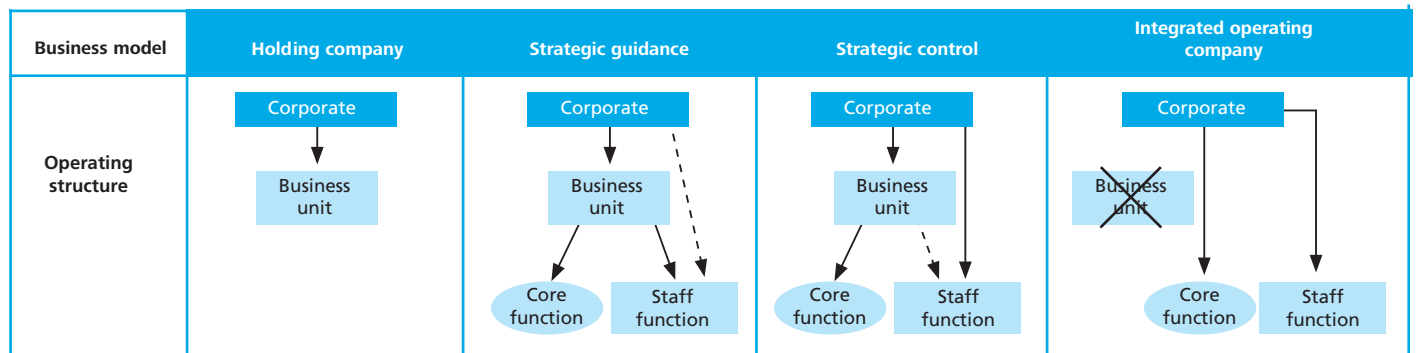 Business model
Holding company
Strategic guidance
Strategic control
Integrated operating
company
Operating
structure
Corporate
Business
unit
Corporate
Business
unit
Core
function
Staff
function
Corporate
Business
unit
Core
function
Staff
function
Corporate
Business
unit
Core
function
Staff
function